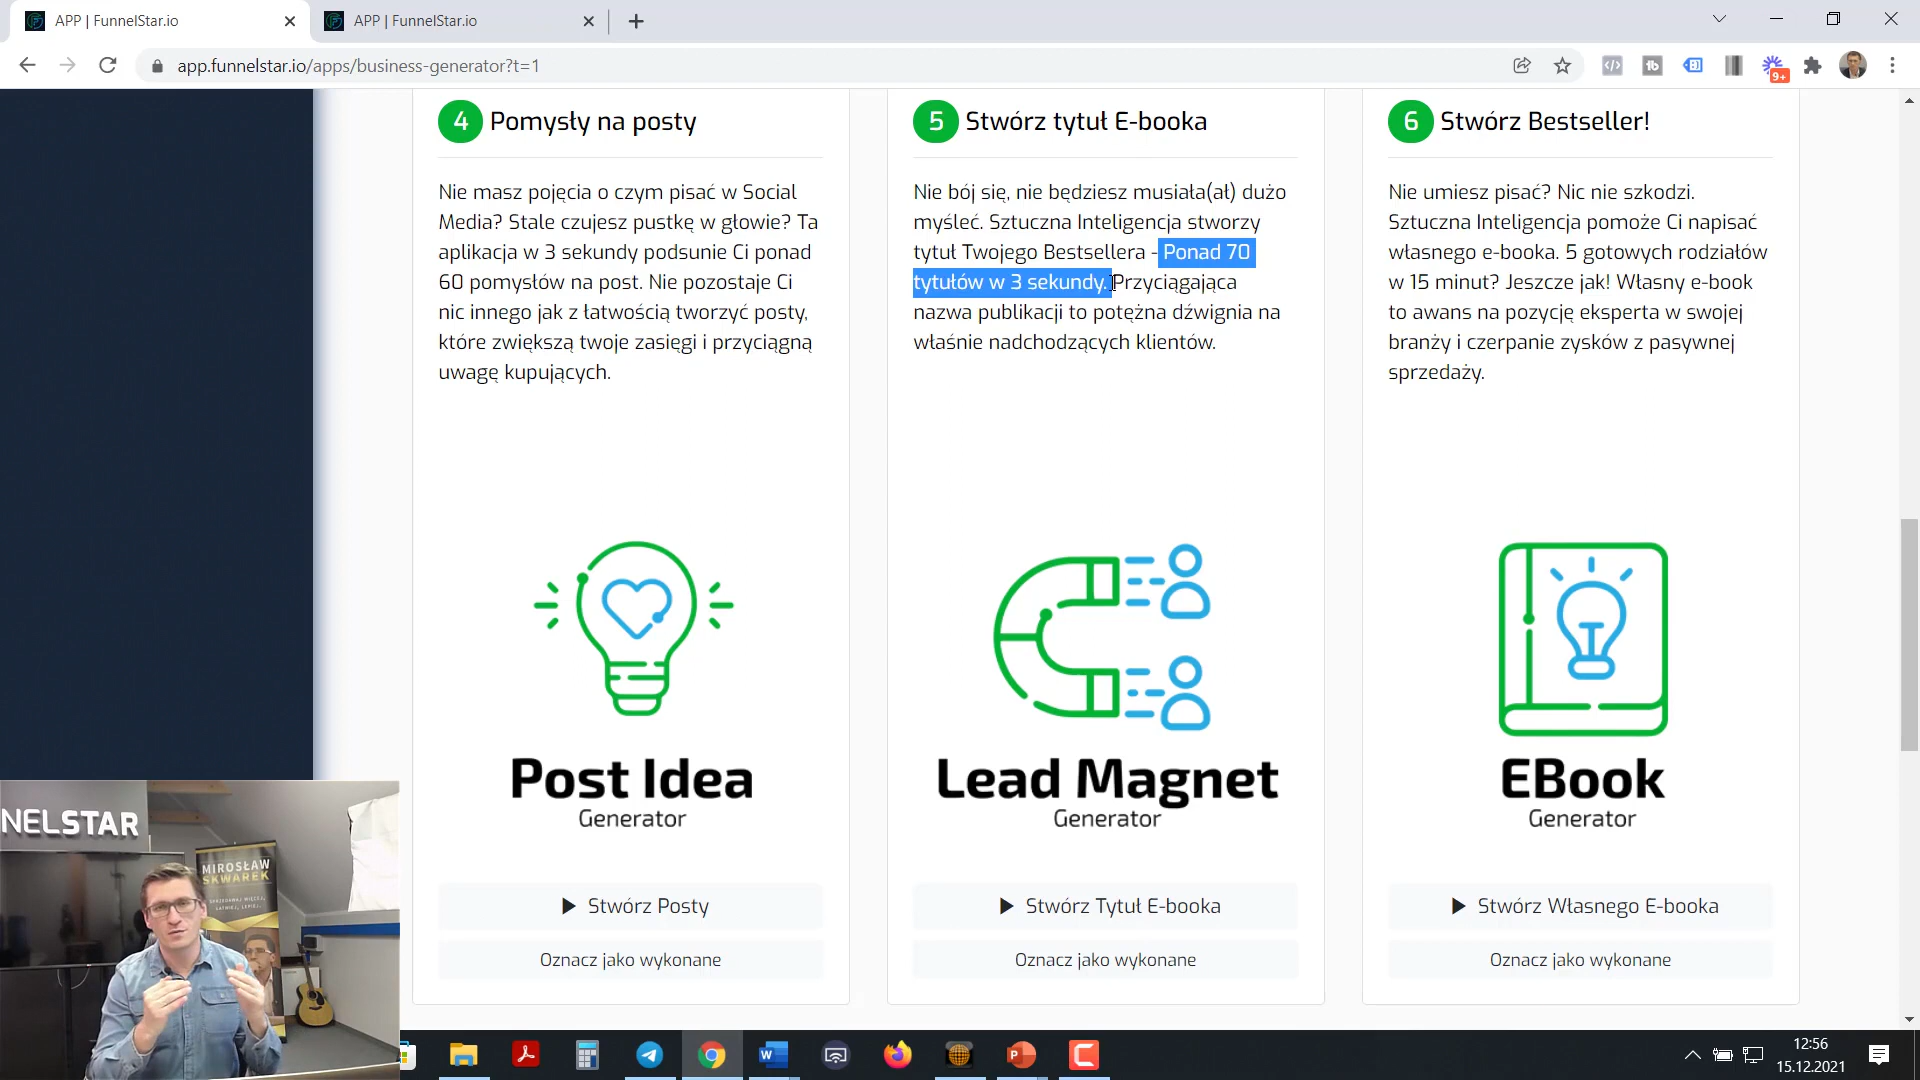 APP | FunnelStar.io
APP | FunnelStar.io
app.funnelstar.io/apps/business-generator?t=1
9+
4 Pomysły na posty
Nie masz pojęcia o czym pisać w Social
Media? Stale czujesz pustkę w głowie? Ta
aplikacja w 3 sekundy podsunie Ci ponad
60 pomysłów na post. Nie pozostaje Ci
nic innego jak z łatwością tworzyć posty,
które zwiększą twoje zasięgi i przyciągną
uwagę kupujących.
Post Idea
Generator
Stwórz Posty
Oznacz jako wykonane
5 Stwórz tytuł E-booka
Nie bój się, nie będziesz musiała(ał) dużo
myśleć. Sztuczna Inteligencja stworzy
tytuł Twojego Bestsellera - Ponad 70
tytułów w 3 sekundy. Przyciągająca
nazwa publikacji to potężna dźwignia na
właśnie nadchodzących klientów.
Lead Magnet
Generator
Stwórz Tytuł E-booka
Oznacz jako wykonane
6 Stwórz Bestseller!
Nie umiesz pisać? Nic nie szkodzi.
Sztuczna Inteligencja pomoże Ci napisać
własnego e-booka. 5 gotowych rodziałów
w 15 minut? Jeszcze jak! Własny e-book
to awans na pozycję eksperta w swojej
branży i czerpanie zysków z pasywnej
sprzedaży.
EBook
Generator
Stwórz Własnego E-booka
Oznacz jako wykonane
NELSTAR
MIROSŁAW
SKWAREK
12:56
15.12.2021